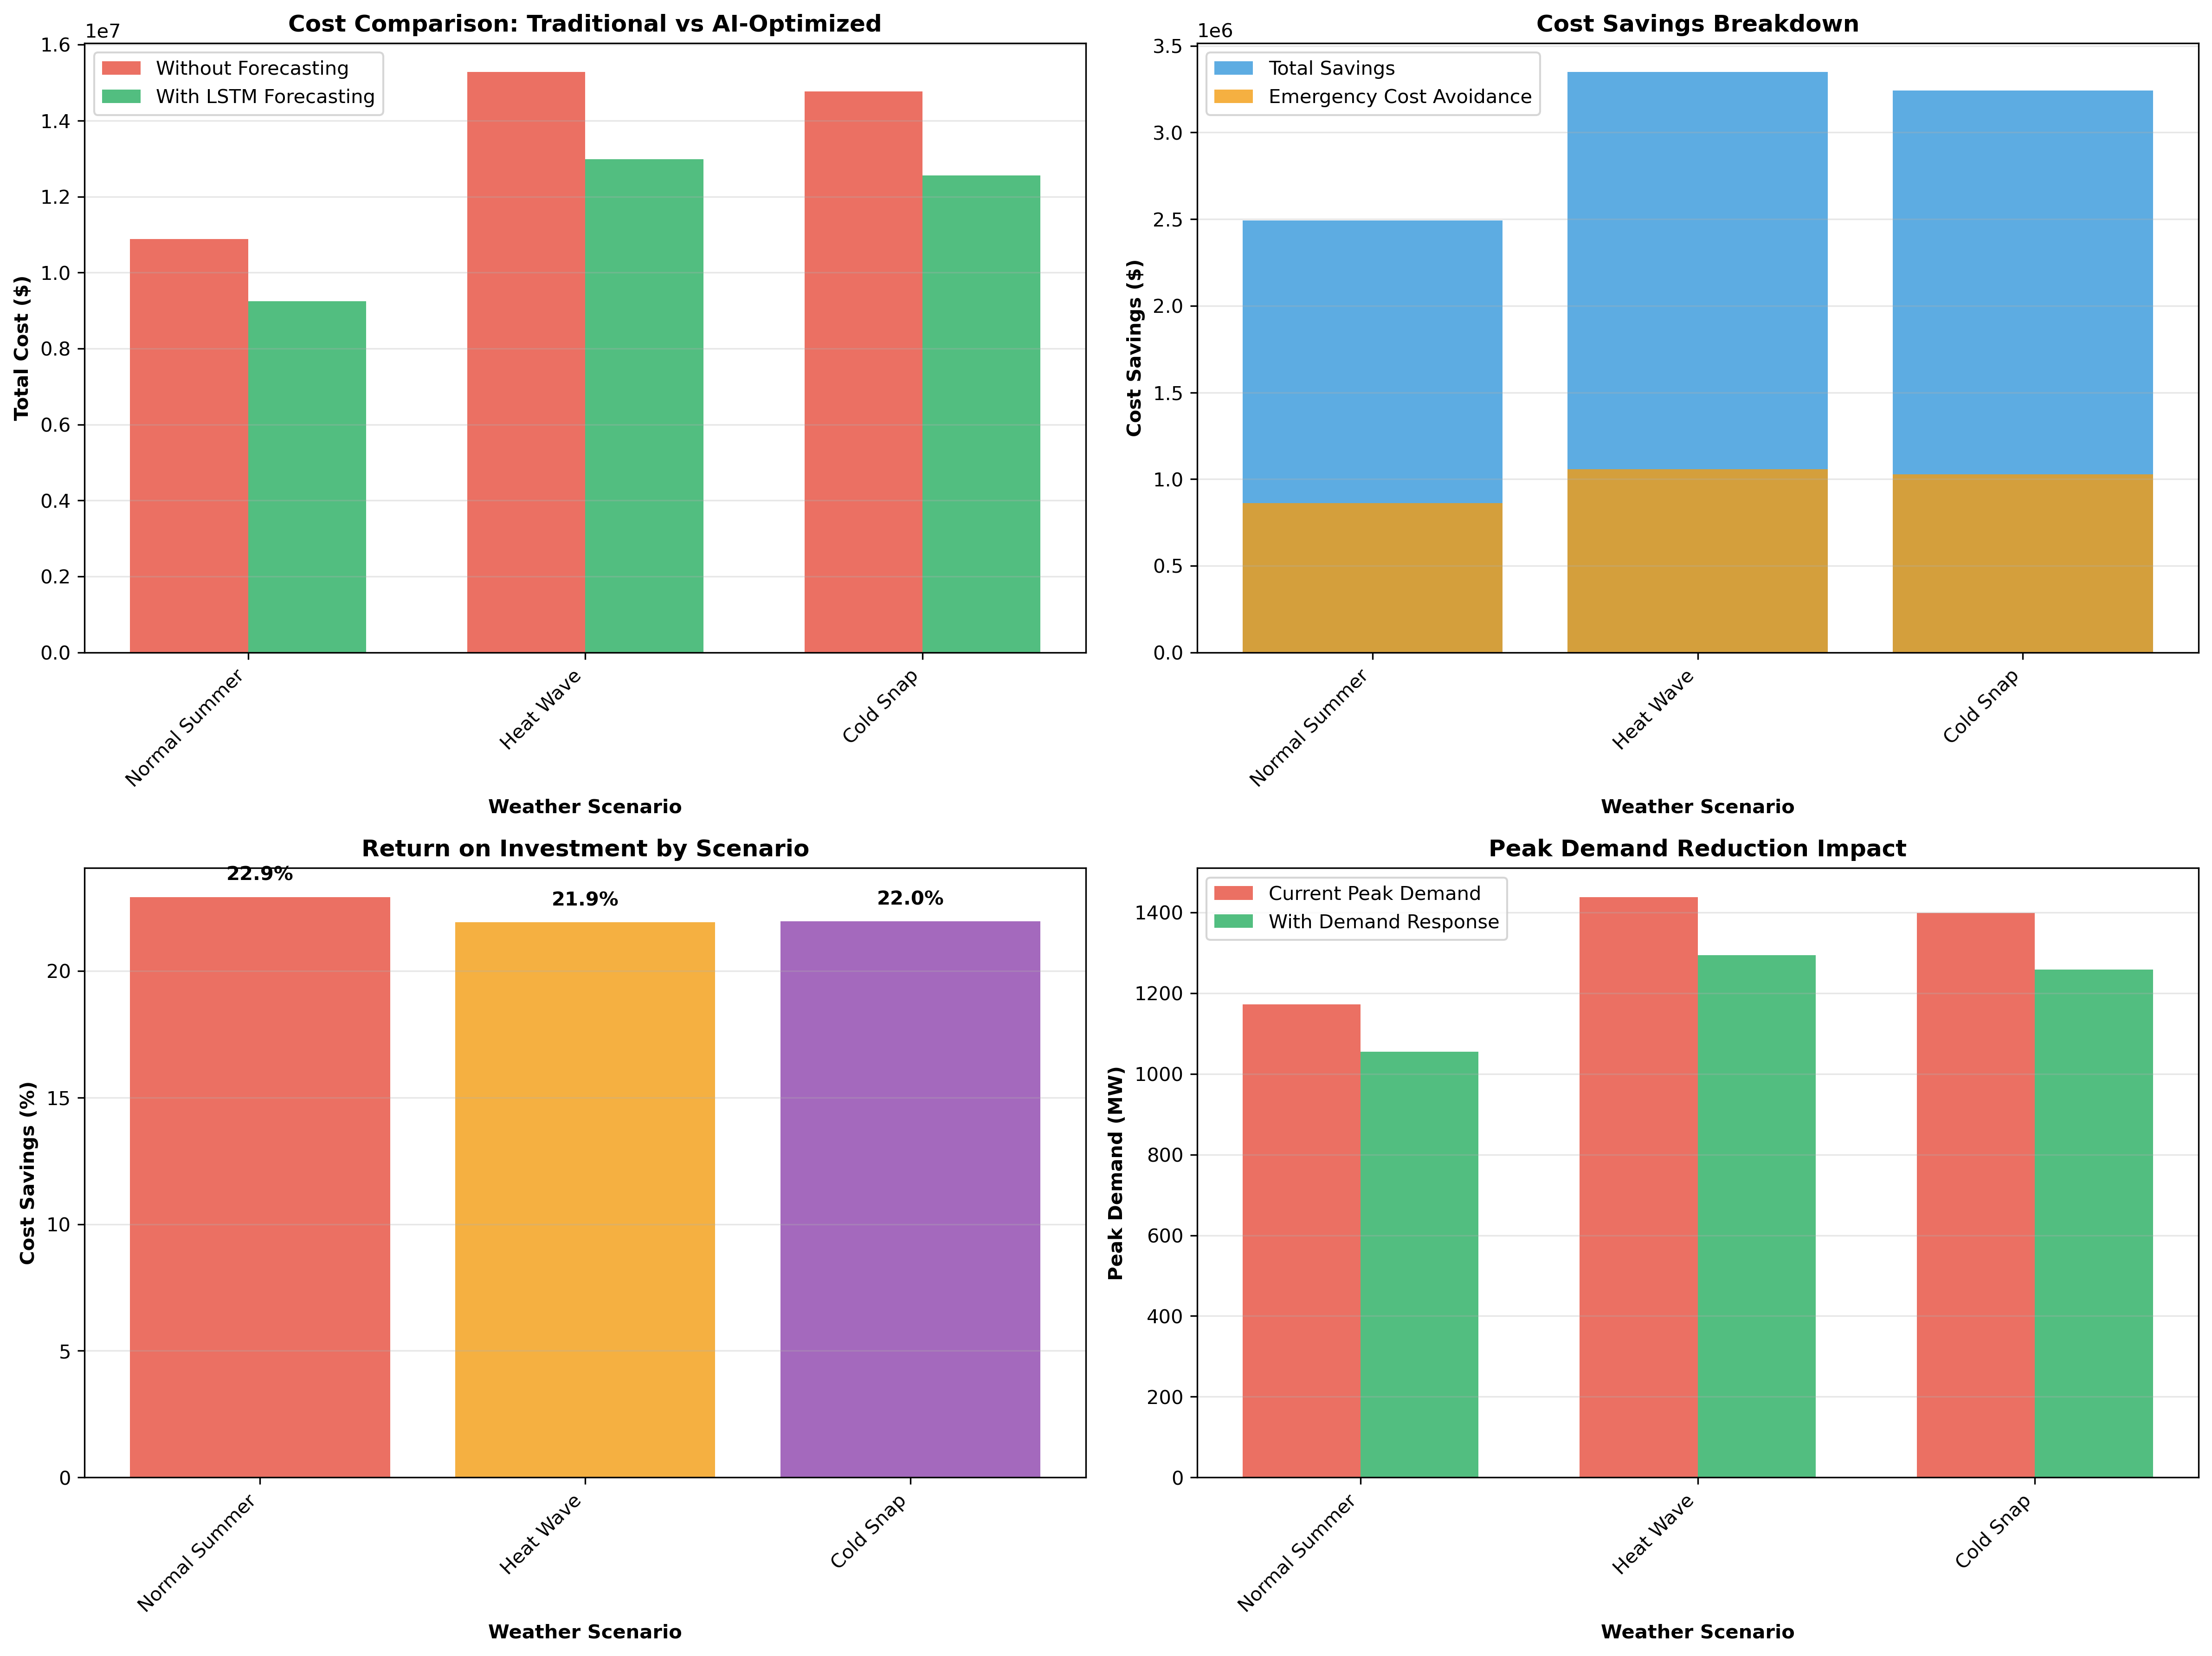 Cost Comparison: Traditional vs AI-Optimized
1e7
1.6
1.4
1.2
1.0
0.8
0.6
0.4
0.2
0.0
Total Cost ($)
Without Forecasting
With LSTM Forecasting
Normal Summer
Heat Wave
Cold Snap
Weather Scenario
Cost Savings Breakdown
1e6
3.5
3.0
2.5
2.0
1.5
1.0
0.5
0.0
Cost Savings ($)
Total Savings
Emergency Cost Avoidance
Normal Summer
Heat Wave
Cold Snap
Weather Scenario
Return on Investment by Scenario
22.9%
21.9%
22.0%
20
15
10
5
0
Cost Savings (%)
Normal Summer
Heat Wave
Cold Snap
Weather Scenario
Peak Demand Reduction Impact
1400
1200
1000
800
600
400
200
0
Peak Demand (MW)
Current Peak Demand
With Demand Response
Normal Summer
Heat Wave
Cold Snap
Weather Scenario